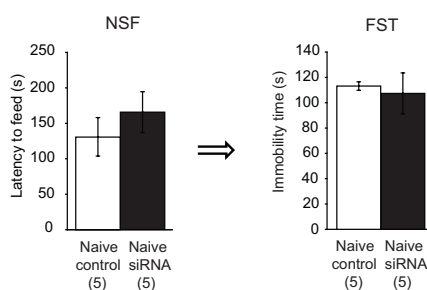 NSF
250
200
150
100
50
0
Latency to feed (s)
Naive Naive
control siRNA
(5) (5)
⇒
FST
140
120
100
80
60
40
20
0
Immobility time (s)
Naive Naive
control siRNA
(5) (5)